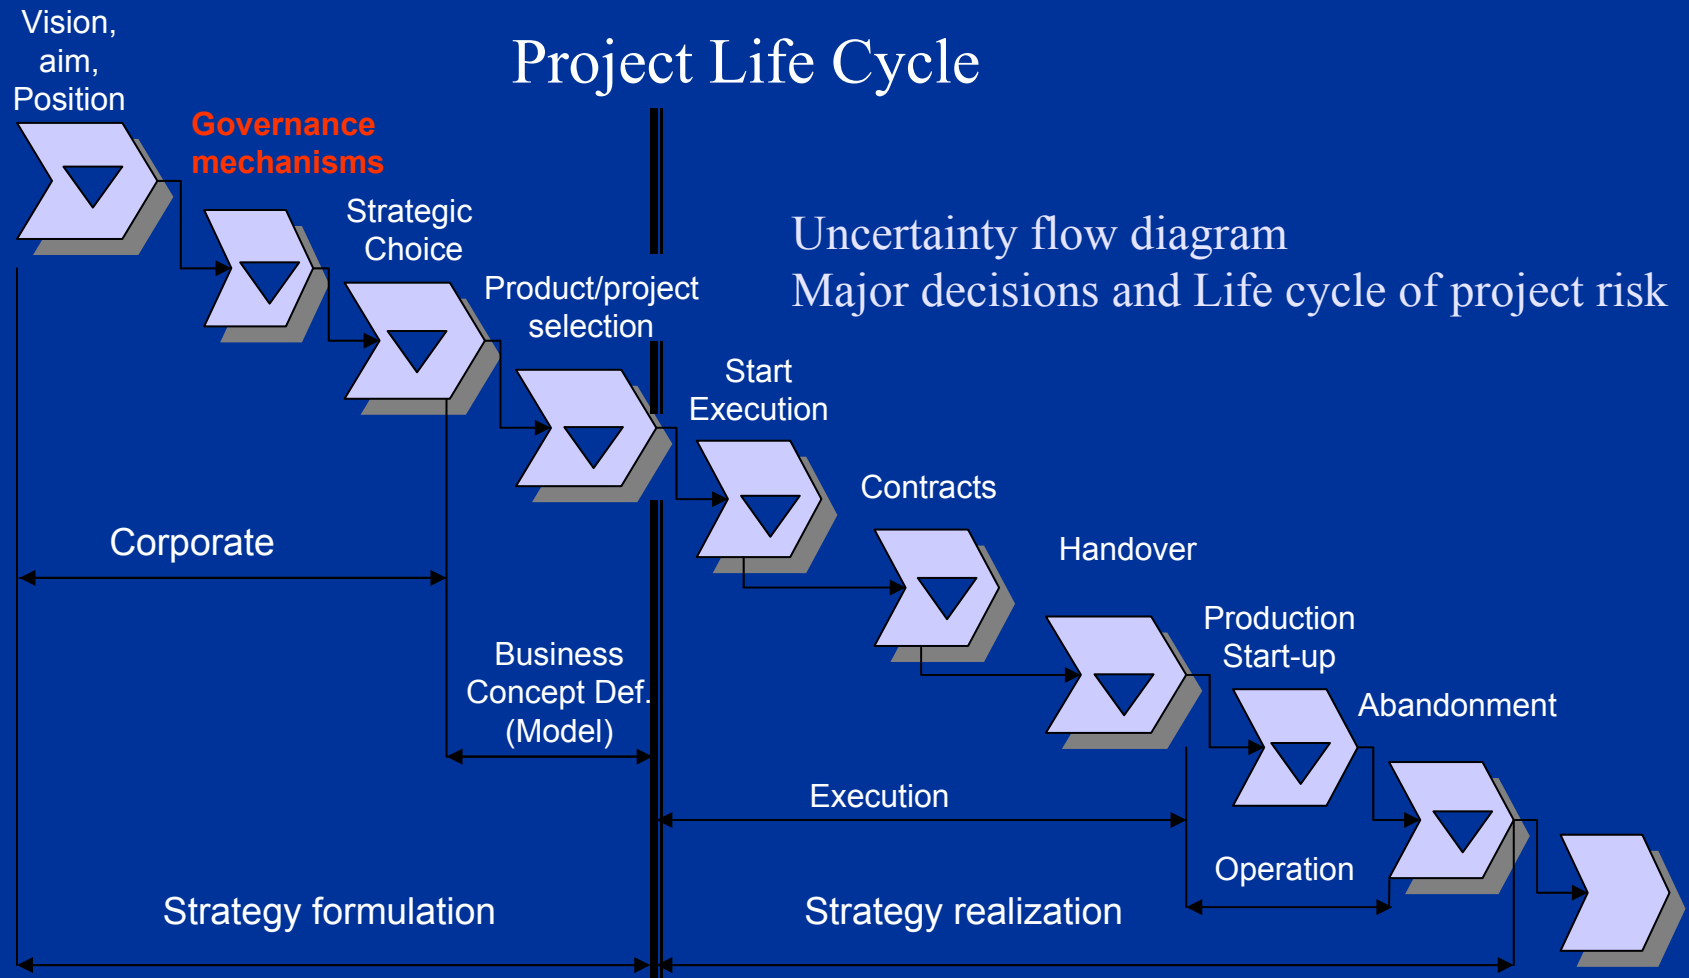 Vision,
aim,
Position
Project Life Cycle
Governance
mechanisms
Strategic
Choice
Uncertainty flow diagram
Major decisions and Life cycle of project risk
Product/project
selection
Start
Execution
Contracts
Corporate
Handover
Production
Start-up
Business
Concept Def.
(Model)
Abandonment
Execution
Operation
Strategy formulation
Strategy realization